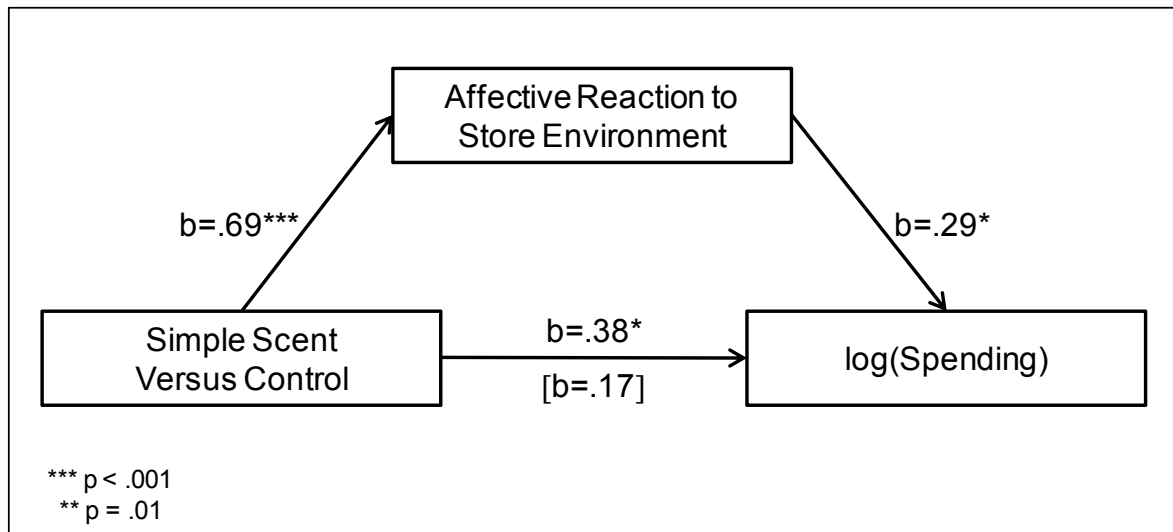 Affective Reaction to
Store Environment
b=.69***
b=.29*
Simple Scent
Versus Control
b=.38*
[b=.17]
log(Spending)
*** p < .001
** p = .01